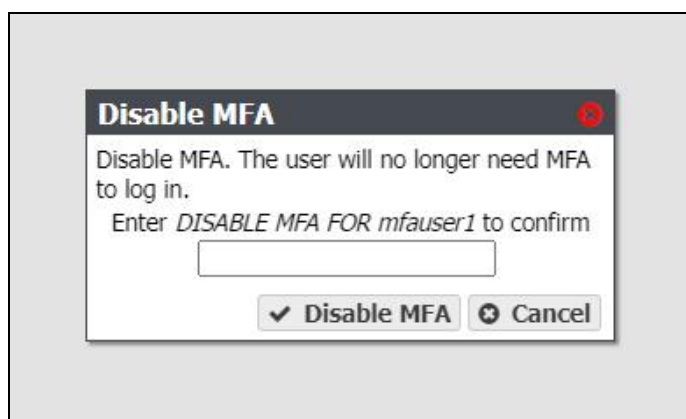 Disable MFA
Disable MFA. The user will no longer need MFA
to log in.
Enter DISABLE MFA FOR mfauser1 to confirm
Disable MFA Cancel